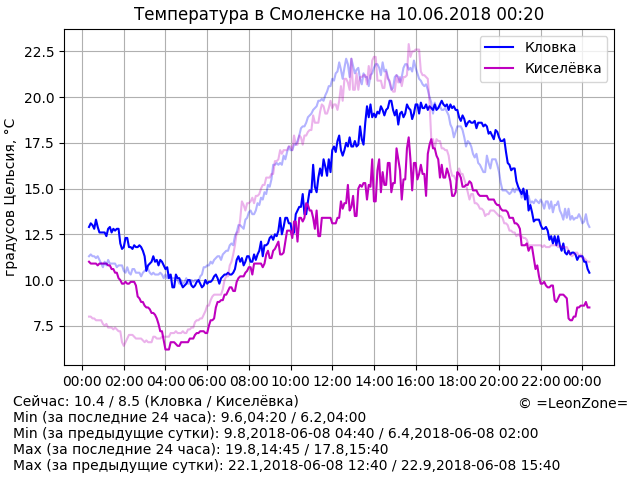 Температура в Смоленске на 10.06.2018 00:20
Кловка
Киселёвка
градусов Цельсия, °C
22.5
20.0
17.5
15.0
12.5
10.0
7.5
00:00 02:00 04:00 06:00 08:00 10:00 12:00 14:00 16:00 18:00 20:00 22:00 00:00
Сейчас: 10.4 / 8.5 (Кловка / Киселёвка)
© =LeonZone=
Min (за последние 24 часа): 9.6,04:20 / 6.2,04:00
Min (за предыдущие сутки): 9.8,2018-06-08 04:40 / 6.4,2018-06-08 02:00
Max (за последние 24 часа): 19.8,14:45 / 17.8,15:40
Max (за предыдущие сутки): 22.1,2018-06-08 12:40 / 22.9,2018-06-08 15:40